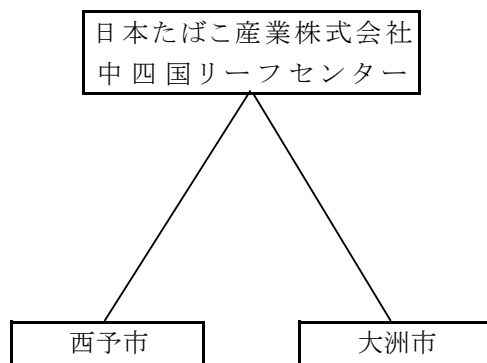 日本たばこ産業株式会社
中四国リーフセンター
西予市
大洲市